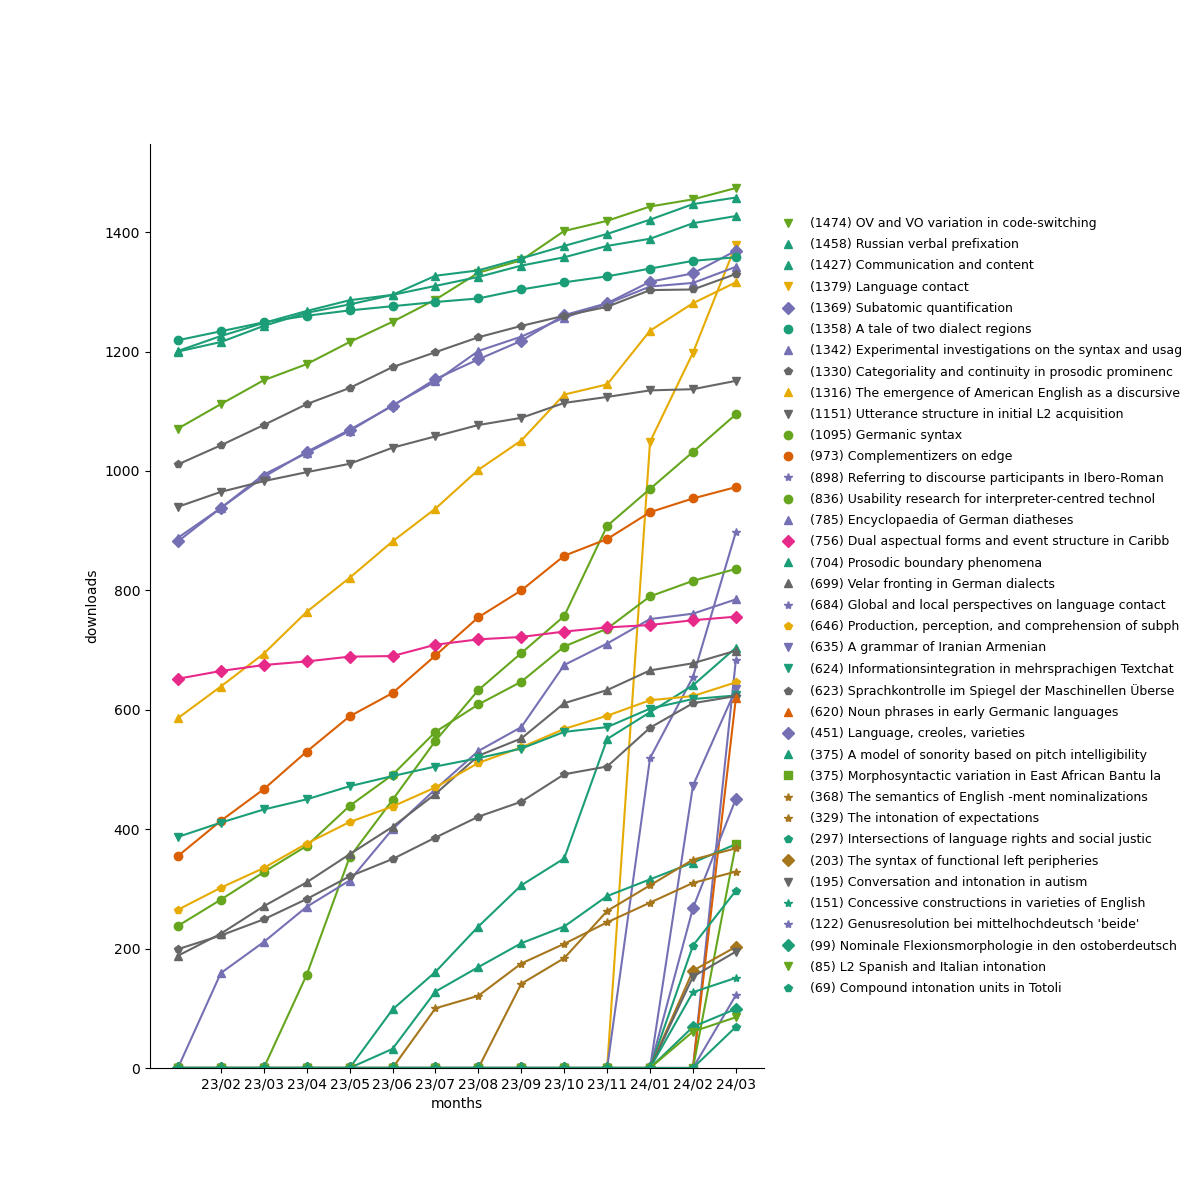 1400
1200
1000
800
600
400
200
0
downloads
23/02 23/03 23/04 23/05 23/06 23/07 23/08 23/09 23/10 23/11 24/01 24/02 24/03
months
(1474) OV and VO variation in code-switching
(1458) Russian verbal prefixation
(1427) Communication and content
(1379) Language contact
(1369) Subatomic quantification
(1358) A tale of two dialect regions
(1342) Experimental investigations on the syntax and usag
(1330) Categoriality and continuity in prosodic prominenc
(1316) The emergence of American English as a discursive
(1151) Utterance structure in initial L2 acquisition
(1095) Germanic syntax
(973) Complementizers on edge
(898) Referring to discourse participants in Ibero-Roman
(836) Usability research for interpreter-centred technol
(785) Encyclopaedia of German diatheses
(756) Dual aspectual forms and event structure in Caribb
(704) Prosodic boundary phenomena
(699) Velar fronting in German dialects
(684) Global and local perspectives on language contact
(646) Production, perception, and comprehension of subph
(635) A grammar of Iranian Armenian
(624) Informationsintegration in mehrsprachigen Textchat
(623) Sprachkontrolle im Spiegel der Maschinellen Überse
(620) Noun phrases in early Germanic languages
(451) Language, creoles, varieties
(375) A model of sonority based on pitch intelligibility
(375) Morphosyntactic variation in East African Bantu la
(368) The semantics of English -ment nominalizations
(329) The intonation of expectations
(297) Intersections of language rights and social justic
(203) The syntax of functional left peripheries
(195) Conversation and intonation in autism
(151) Concessive constructions in varieties of English
(122) Genusresolution bei mittelhochdeutsch 'beide'
(99) Nominale Flexionsmorphologie in den ostoberdeutsch
(85) L2 Spanish and Italian intonation
(69) Compound intonation units in Totoli